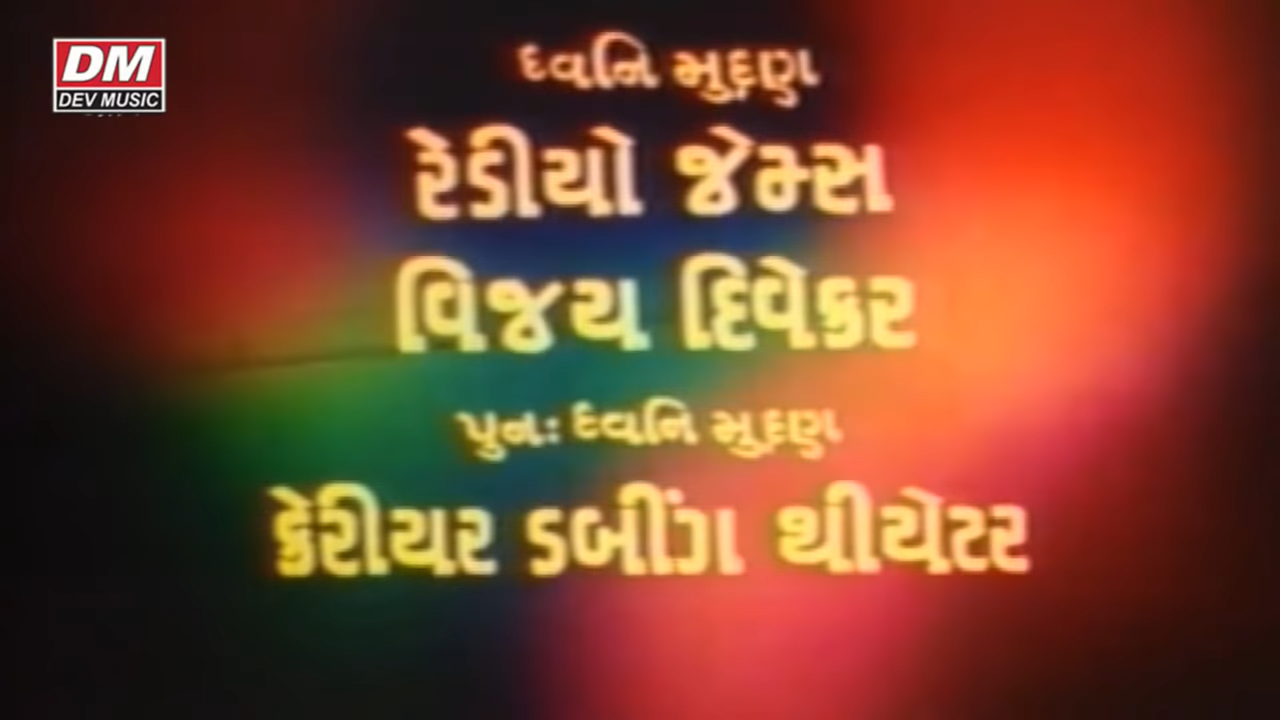 DM
DEV MUSIC
ધ્વનિ મુદ્રણ
રેડીયો જેમ્સ
વિજય દિવેકર
પુનઃ ધ્વનિ મુદ્રણ
કેરીયર ડબીંગ થીયેટર